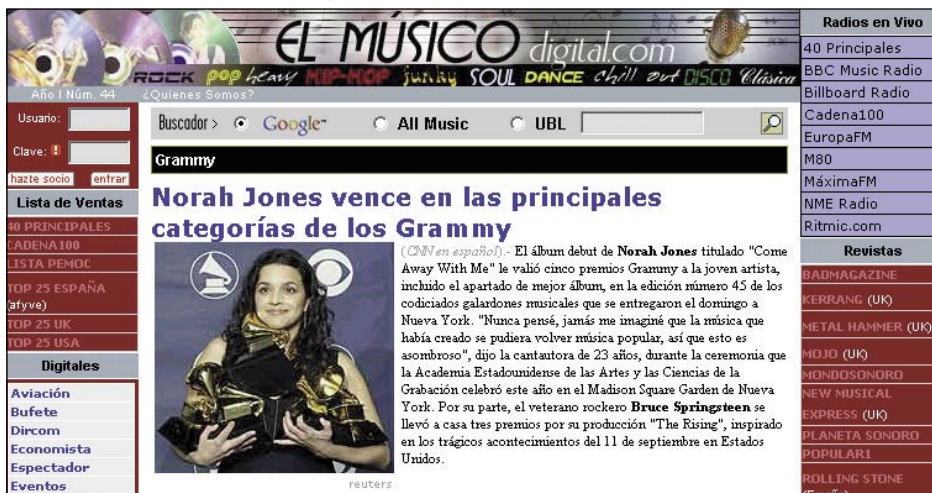 EL MÚSICO digital.com
ROCK pop heavy HIP-HOP funky SOUL DANCE chill out DISCO Clásica
Año I Núm. 44 ¿Quienes Somos?
Usuario:
Clave: !
hazte socio entrar
Lista de Ventas
40 PRINCIPALES
CADENA100
LISTA PEMOC
TOP 25 ESPAÑA
(afyve)
TOP 25 UK
TOP 25 USA
Digitales
Aviación
Bufete
Dircom
Economista
Espectador
Eventos
Buscador > Google™ All Music UBL
Grammy
Norah Jones vence en las principales
categorías de los Grammy
(CNN en español).- El álbum debut de Norah Jones titulado "Come
Away With Me" le valió cinco premios Grammy a la joven artista,
incluido el apartado de mejor álbum, en la edición número 45 de los
codiciados galardones musicales que se entregaron el domingo a
Nueva York. "Nunca pensé, jamás me imaginé que la música que
había creado se pudiera volver música popular, así que esto es
asombroso", dijo la cantautora de 23 años, durante la ceremonia que
la Academia Estadounidense de las Artes y las Ciencias de la
Grabación celebró este año en el Madison Square Garden de Nueva
York. Por su parte, el veterano rockero Bruce Springsteen se
llevó a casa tres premios por su producción "The Rising", inspirado
en los trágicos acontecimientos del 11 de septiembre en Estados
Unidos.
reuters
Radios en Vivo
40 Principales
BBC Music Radio
Billboard Radio
Cadena100
EuropaFM
M80
MáximaFM
NME Radio
Ritmic.com
Revistas
BADMAGAZINE
KERRANG (UK)
METAL HAMMER (UK)
MOJO (UK)
MONDOSONORO
NEW MUSICAL
EXPRESS (UK)
PLANETA SONORO
POPULAR1
ROLLING STONE